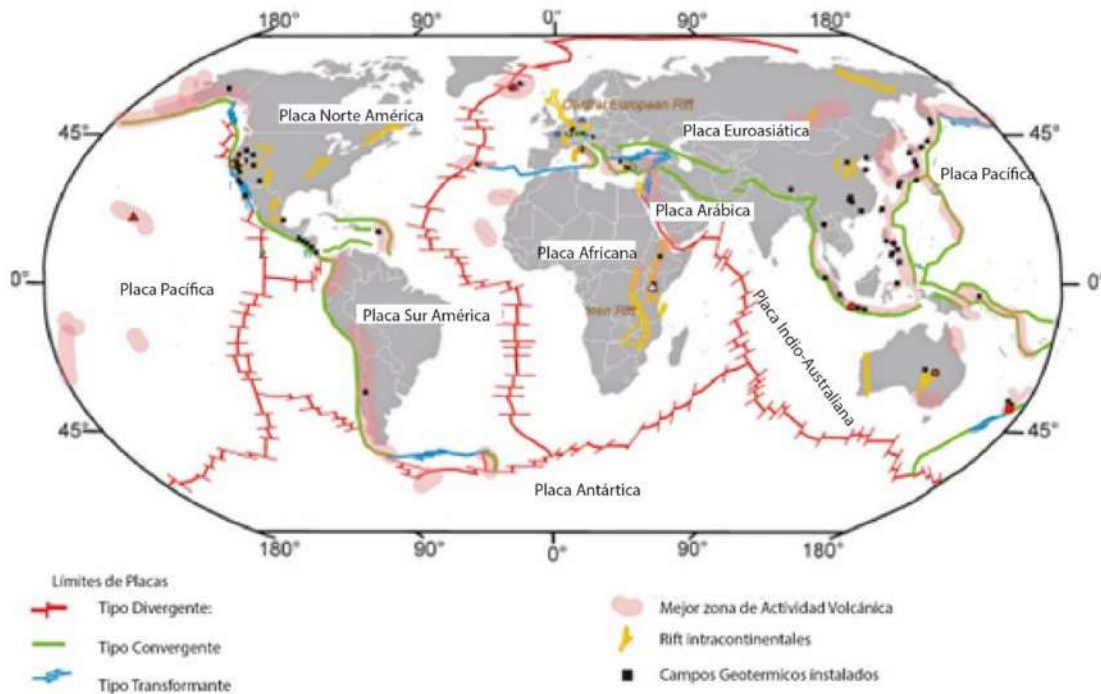 180°
0°
90°
180°
Central European Rift
Placa Norte América
Placa Euroasiática
45°
45°
Placa Pacífica
Placa Arábica
Placa Africana
0°
0°
Placa Pacífica
Placa Sur América
Rift
Placa Indio-Australiana
45°
45°
Placa Antártica
180°
90°
0°
90°
180°
Límites de Placas
Tipo Divergente:
Mejor zona de Actividad Volcánica
Tipo Convergente
Rift intracontinentales
Tipo Transformante
Campos Geotermicos instalados